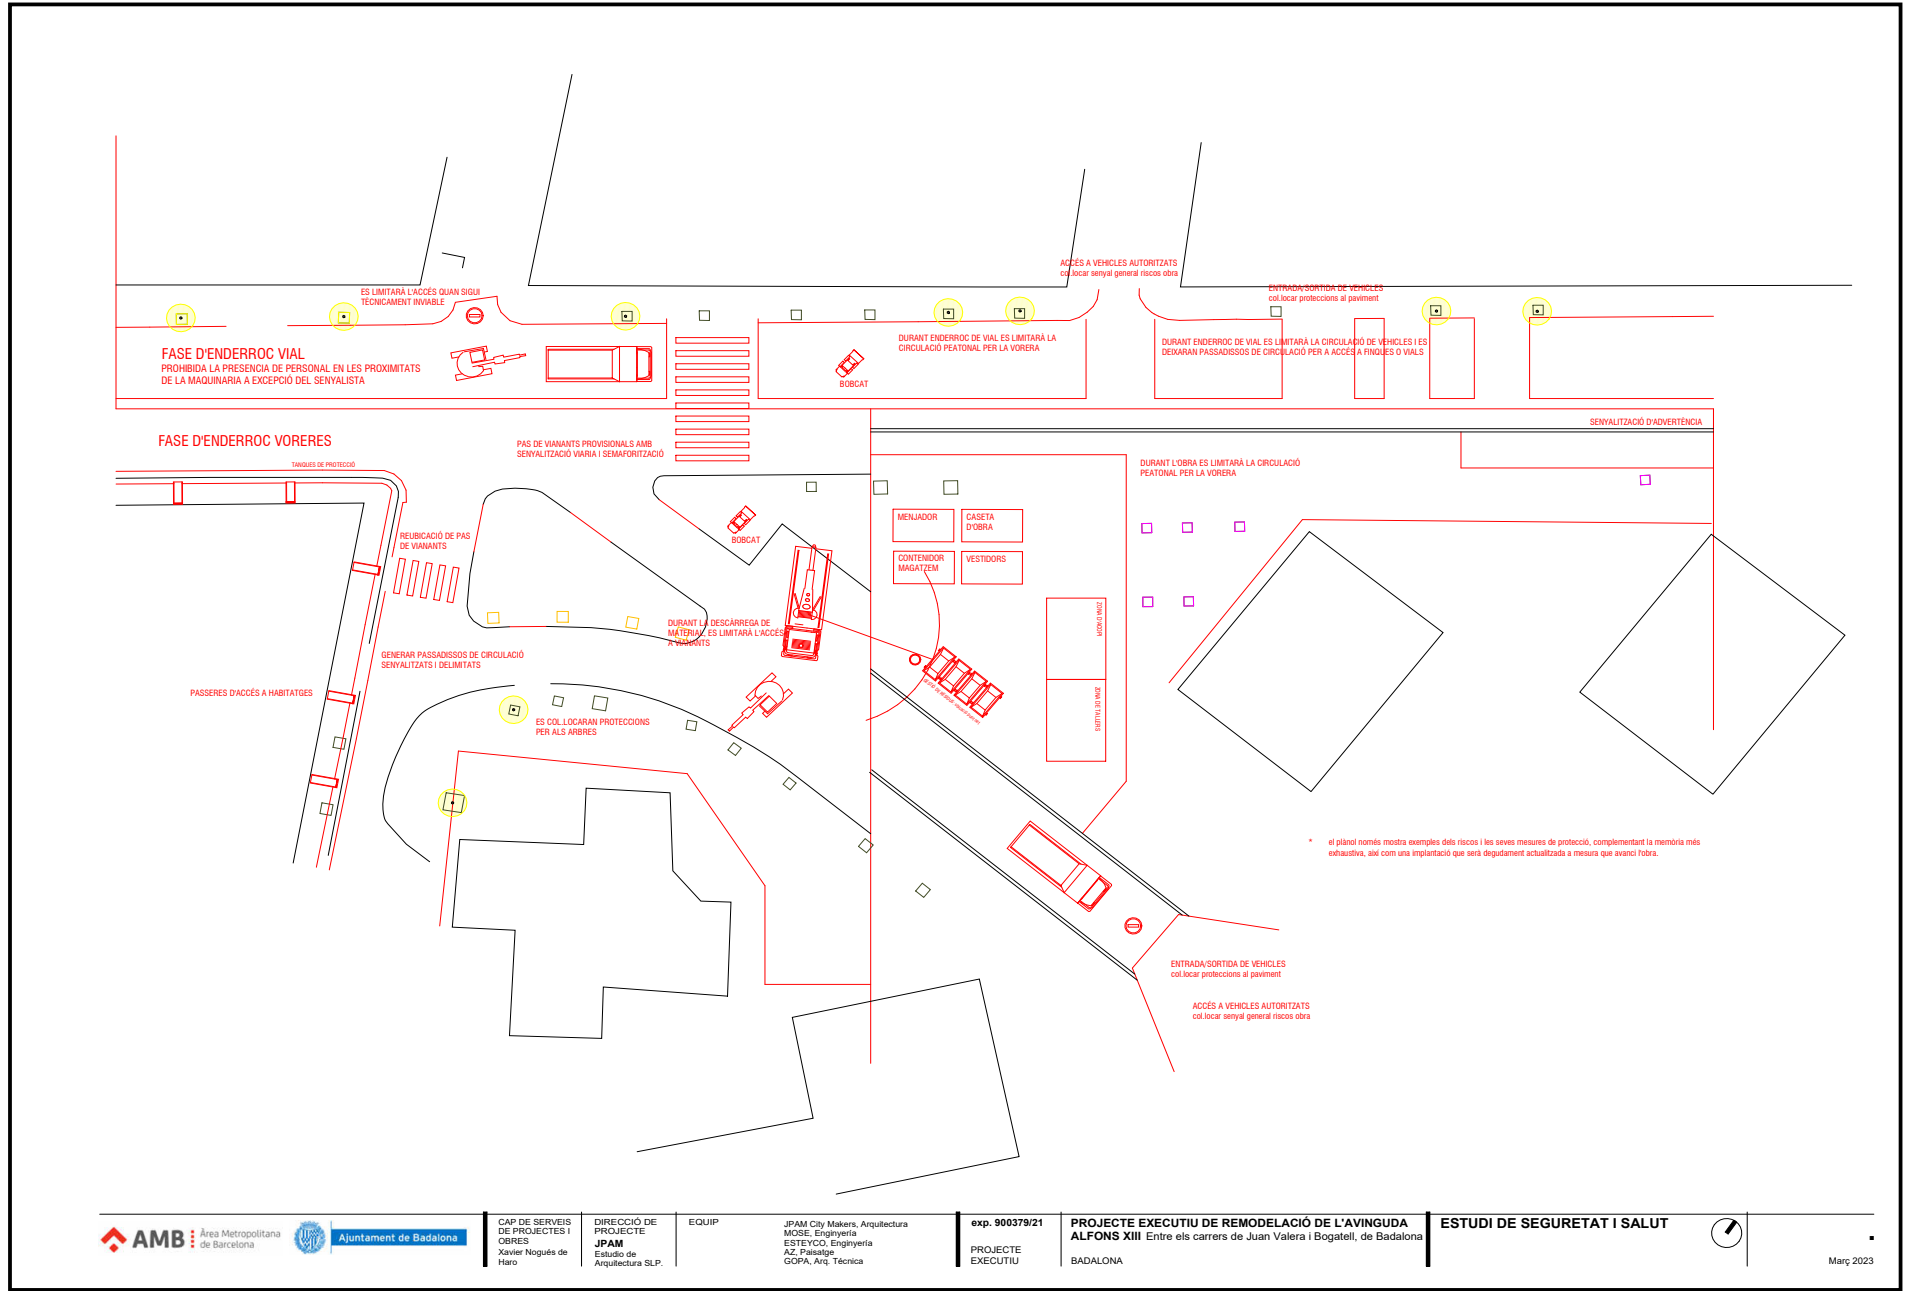 ACCÉS A VEHICLES AUTORITZATS
col.locar senyal general riscos obra
ES LIMITARÀ L'ACCÉS QUAN SIGUI
TÈCNICAMENT INVIABLE
ENTRADA/SORTIDA DE VEHICLES
col.locar proteccions al paviment
DURANT ENDERROC DE VIAL ES LIMITARÀ LA
CIRCULACIÓ PEATONAL PER LA VORERA
DURANT ENDERROC DE VIAL ES LIMITARÀ LA CIRCULACIÓ DE VEHICLES I ES
DEIXARAN PASSADISSOS DE CIRCULACIÓ PER A ACCÉS A FINQUES O VIALS
FASE D'ENDERROC VIAL
PROHIBIDA LA PRESENCIA DE PERSONAL EN LES PROXIMITATS
DE LA MAQUINARIA A EXCEPCIÓ DEL SENYALISTA
BOBCAT
SENYALITZACIÓ D'ADVERTÈNCIA
FASE D'ENDERROC VORERES
PAS DE VIANANTS PROVISIONALS AMB
SENYALITZACIÓ VIARIA I SEMAFORITZACIÓ
TANQUES DE PROTECCIÓ
DURANT L'OBRA ES LIMITARÀ LA CIRCULACIÓ
PEATONAL PER LA VORERA
MENJADOR
CASETA
D'OBRA
BOBCAT
REUBICACIÓ DE PAS
DE VIANANTS
CONTENIDOR
MAGATZEM
VESTIDORS
ZONA D'ACOPI
DURANT LA DESCÀRREGA DE
MATERIAL, ES LIMITARÀ L'ACCÉS
A VIANANTS
GENERAR PASSADISSOS DE CIRCULACIÓ
SENYALITZATS I DELIMITATS
PASSERES D'ACCÉS A HABITATGES
ZONA DE TALLERS
ES COL.LOCARAN PROTECCIONS
PER ALS ARBRES
* el plànol només mostra exemples dels riscos i les seves mesures de protecció, complementant la memòria més
exhaustiva, així com una implantació que serà degudament actualitzada a mesura que avanci l'obra.
ENTRADA/SORTIDA DE VEHICLES
col.locar proteccions al paviment
ACCÉS A VEHICLES AUTORITZATS
col.locar senyal general riscos obra
AMB Àrea Metropolitana
de Barcelona
Ajuntament de Badalona
CAP DE SERVEIS
DE PROJECTES I
OBRES
Xavier Nogués de
Haro
DIRECCIÓ DE
PROJECTE
JPAM
Estudio de
Arquitectura SLP.
EQUIP
JPAM City Makers, Arquitectura
MOSE, Enginyería
ESTEYCO, Enginyería
AZ, Paisatge
GOPA, Arq. Tècnica
exp. 900379/21
PROJECTE
EXECUTIU
PROJECTE EXECUTIU DE REMODELACIÓ DE L'AVINGUDA
ALFONS XIII Entre els carrers de Juan Valera i Bogatell, de Badalona
BADALONA
ESTUDI DE SEGURETAT I SALUT
Març 2023